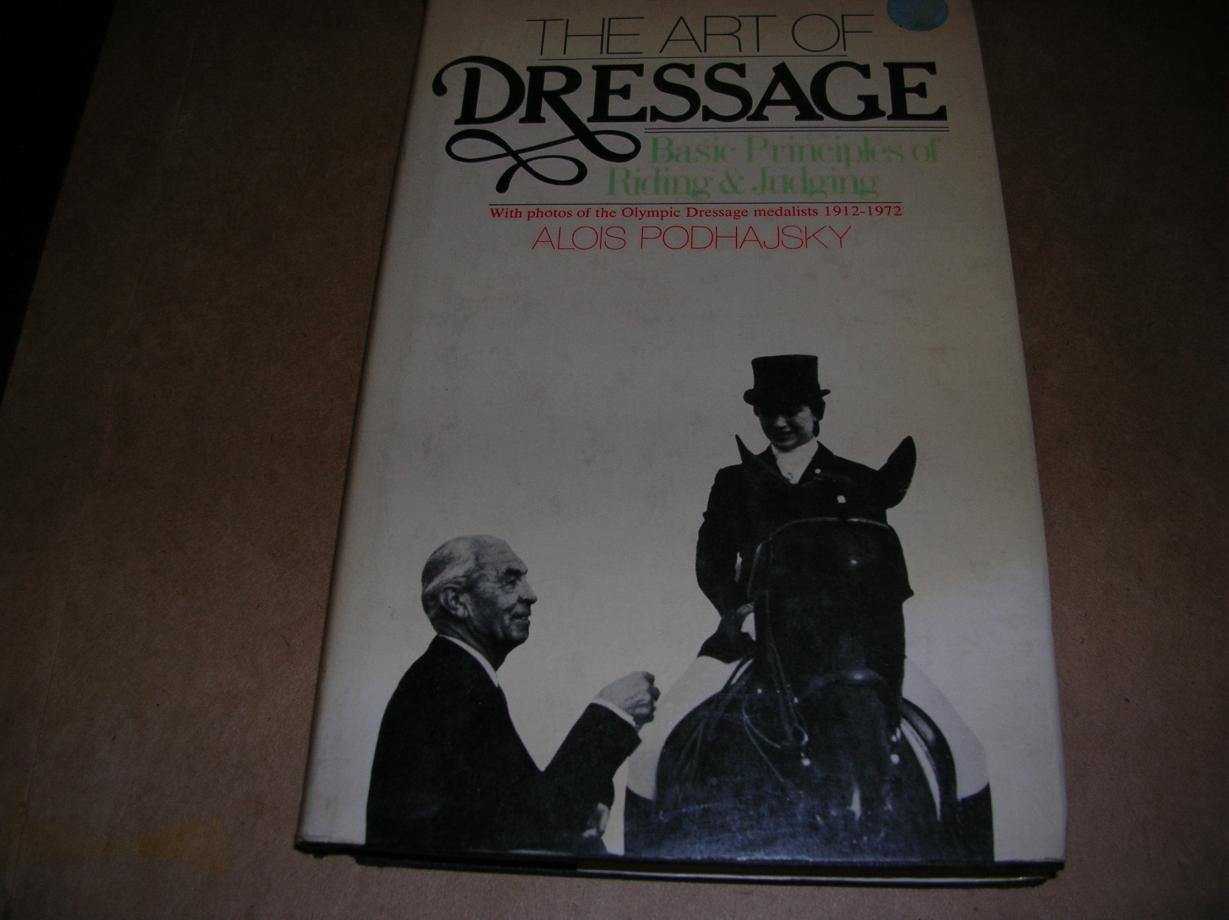 THE ART OF
DRESSAGE
Basic Principles of
Riding & Judging
With photos of the Olympic Dressage medalists 1912-1972
ALOIS PODHAJSKY